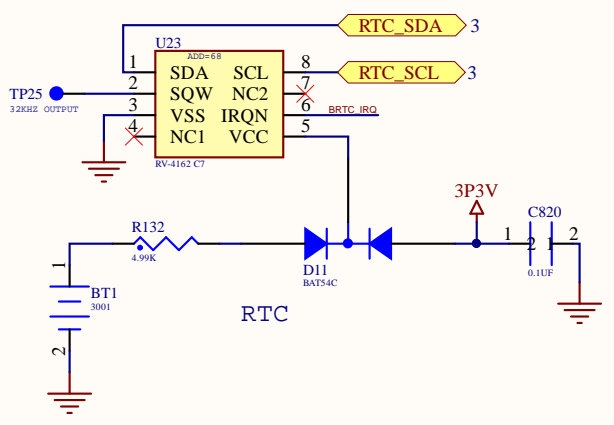 RTC_SDA 3
U23
ADD=68
1 SDA SCL 8 RTC_SCL 3
TP25 2 SQW NC2 7
32KHZ OUTPUT
3 VSS IRQN 6 BRTC_IRQ
4 NC1 VCC 5
RV-4162 C7
3P3V
R132
4.99K
C820
1 2 1 2
0.1UF
D11
BAT54C
1
BT1
3001
2
RTC